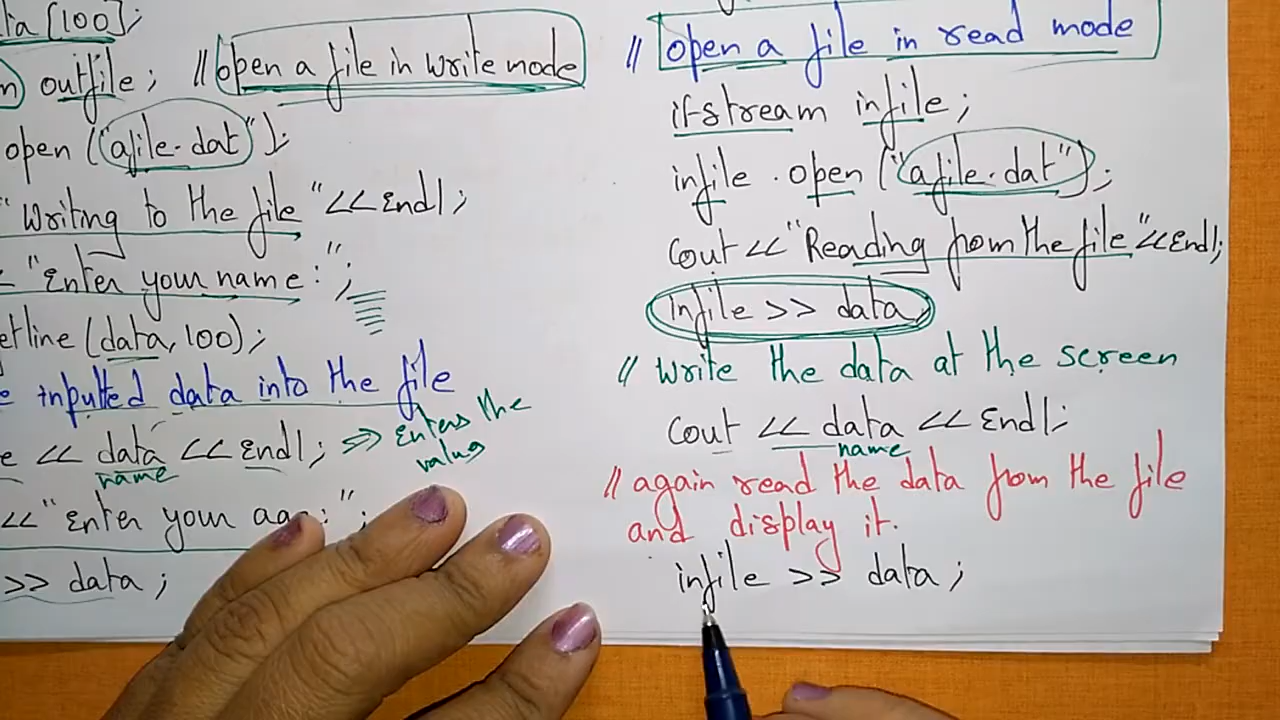 ta [100];
outfile; // open a file in write mode
open ("afile.dat");
"Writing to the file "<<Endl;
"Enter your name:";
etline (data, 100);
e inputted data into the file
e << data << Endl; => Enters the value
name
<<"Enter your age:";
>> data;
// open a file in read mode
ifstream infile;
infile.open ("afile.dat");
Cout << "Reading from the file"<<Endl;
infile >> data;
// Write the data at the screen
Cout << data << Endl;
name
// again read the data from the file
and display it.
infile >> data;